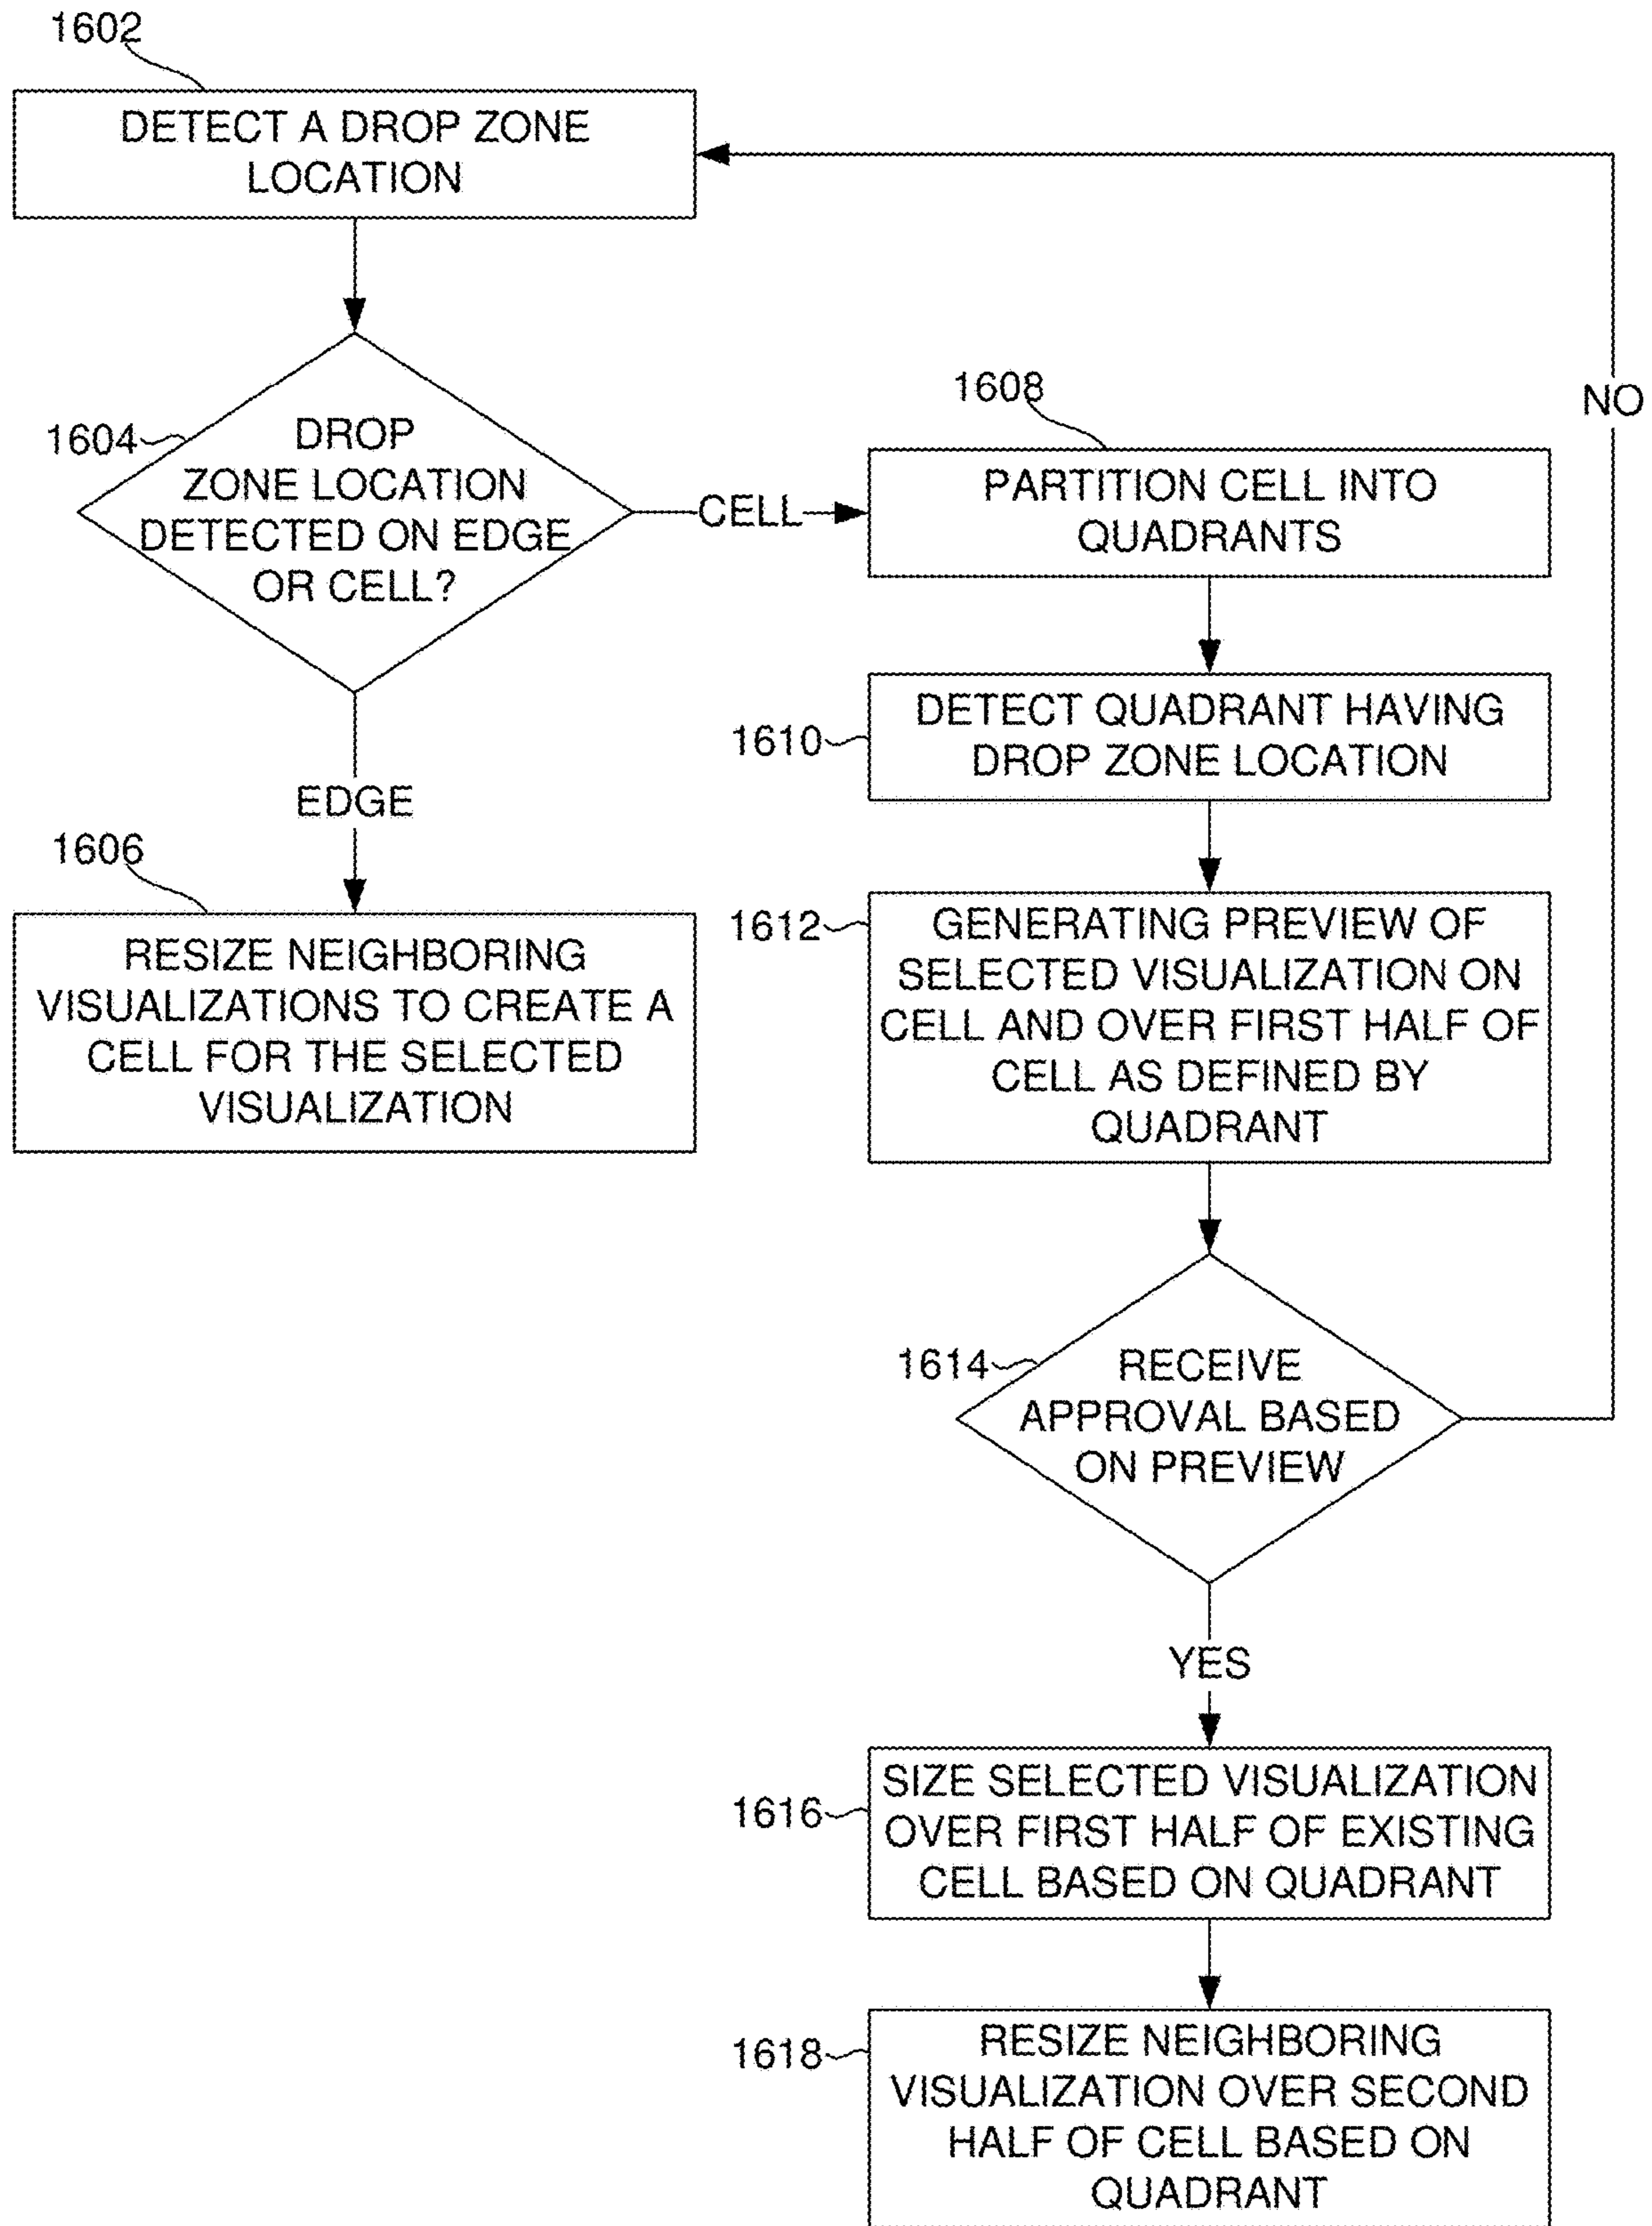 1602
DETECT A DROP ZONE
LOCATION
1604
DROP
ZONE LOCATION
DETECTED ON EDGE
OR CELL?
CELL
EDGE
1606
RESIZE NEIGHBORING
VISUALIZATIONS TO CREATE A
CELL FOR THE SELECTED
VISUALIZATION
1608
PARTITION CELL INTO
QUADRANTS
1610
DETECT QUADRANT HAVING
DROP ZONE LOCATION
1612
GENERATING PREVIEW OF
SELECTED VISUALIZATION ON
CELL AND OVER FIRST HALF OF
CELL AS DEFINED BY
QUADRANT
1614
RECEIVE
APPROVAL BASED
ON PREVIEW
NO
YES
1616
SIZE SELECTED VISUALIZATION
OVER FIRST HALF OF EXISTING
CELL BASED ON QUADRANT
1618
RESIZE NEIGHBORING
VISUALIZATION OVER SECOND
HALF OF CELL BASED ON
QUADRANT